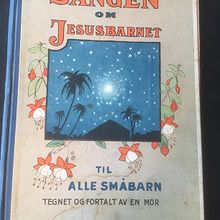 SANGEN
OM
JESUSBARNET
TIL
ALLE SMÅBARN
TEGNET OG FORTALT AV EN MOR